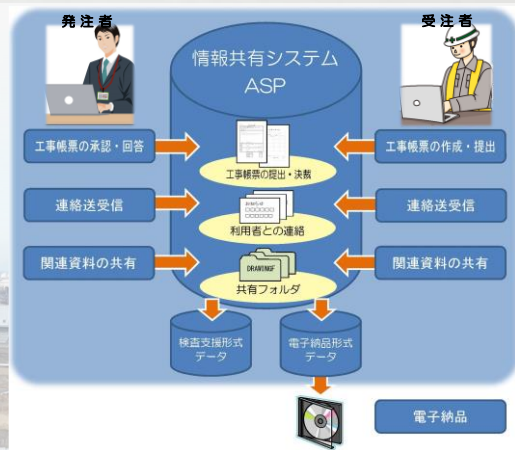 発注者
受注者
情報共有システム
ASP
工事帳票の承認・回答
工事帳票の作成・提出
工事帳票の提出・決裁
連絡送受信
連絡送受信
利用者との連絡
関連資料の共有
関連資料の共有
DRAWINGF
共有フォルダ
検査支援形式
データ
電子納品形式
データ
電子納品